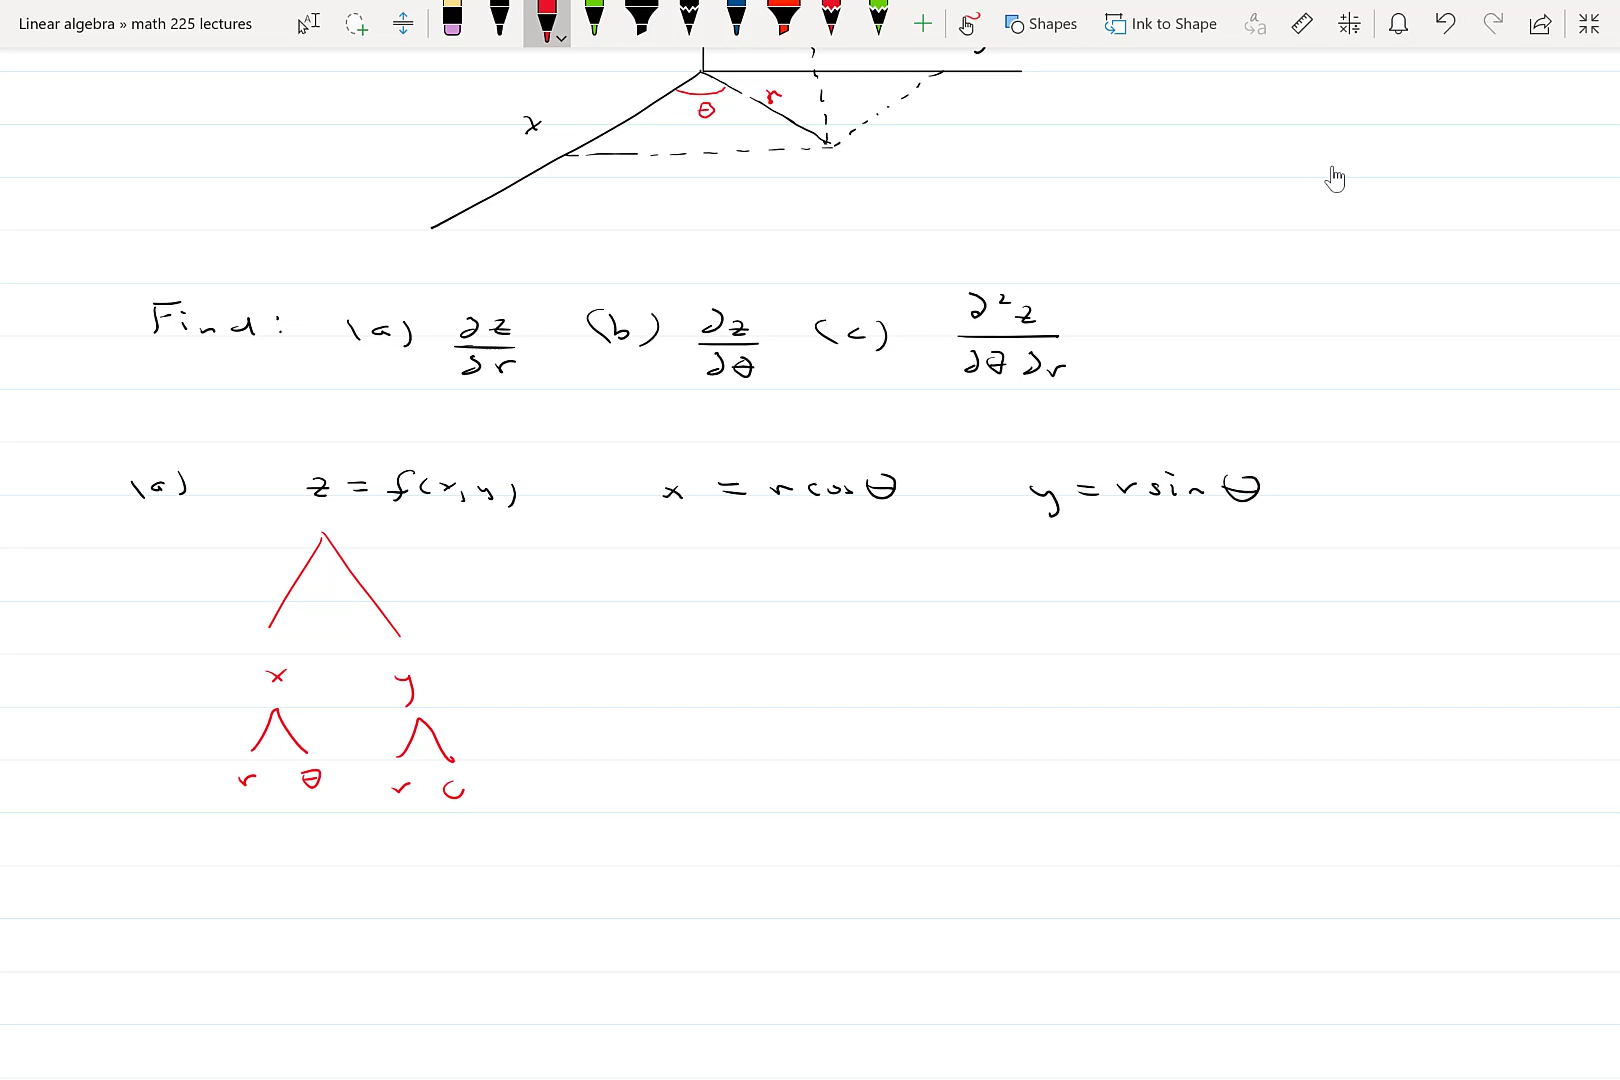 Linear algebra » math 225 lectures
Shapes
Ink to Shape
r
θ
x
Find: (a) ∂z/∂r (b) ∂z/∂θ (c) ∂²z/∂θ ∂r
(a) z = f(x,y) x = r cos θ y = r sin θ
x y
r θ r